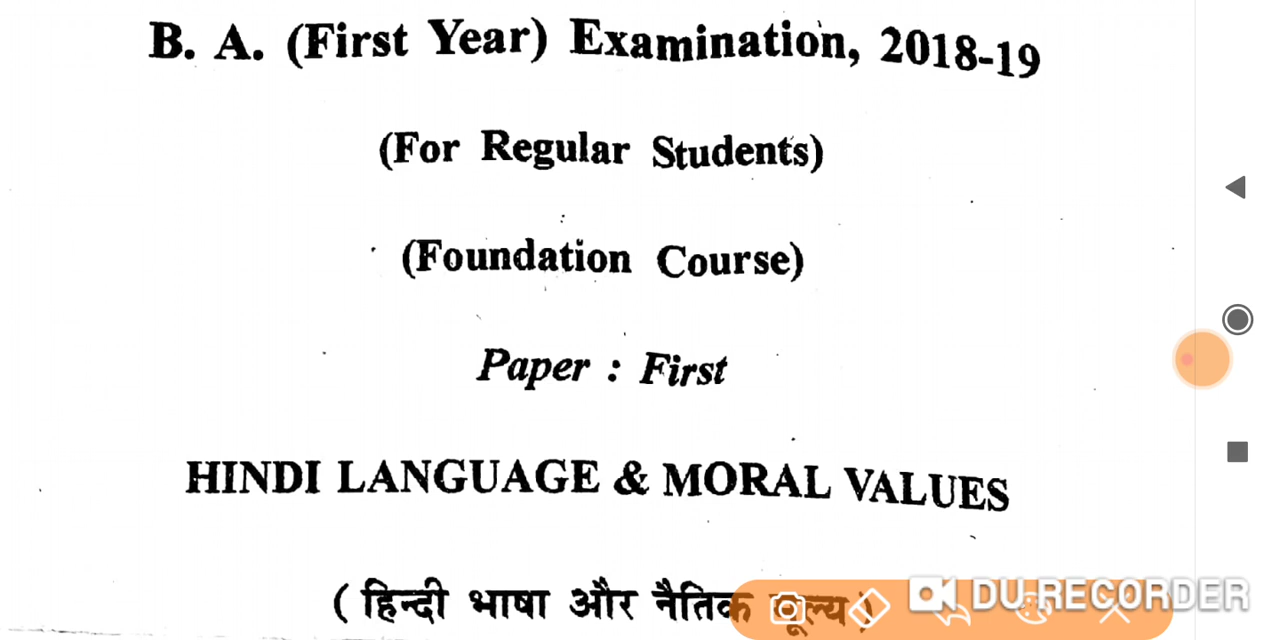 B. A. (First Year) Examination, 2018-19
(For Regular Students)
(Foundation Course)
Paper : First
HINDI LANGUAGE & MORAL VALUES
( हिन्दी भाषा और नैतिक मूल्य )
DU RECORDER